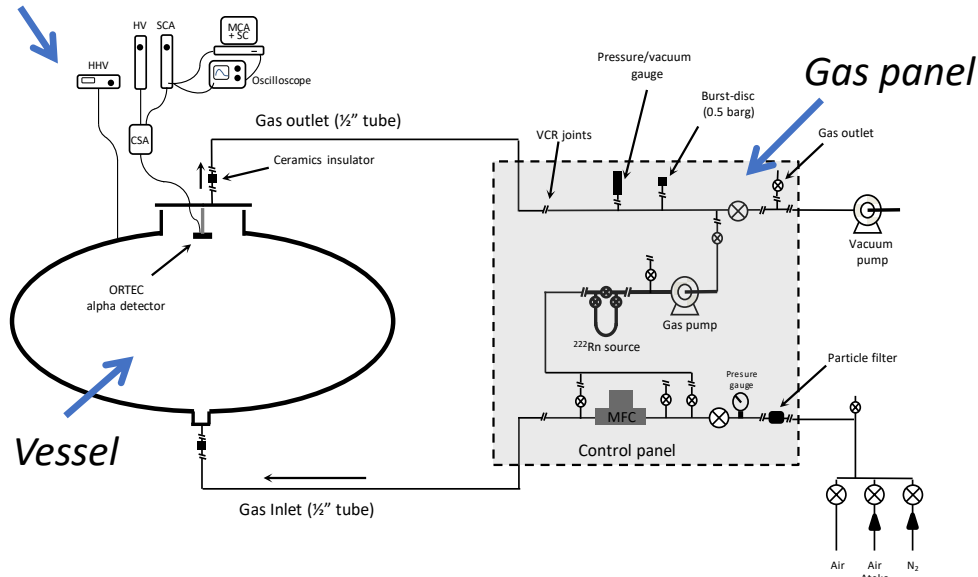 HV
SCA
MCA
+ SC
HHV
Oscilloscope
CSA
Pressure/vacuum
gauge
Burst-disc
(0.5 barg)
Gas panel
Gas outlet (½” tube)
VCR joints
Gas outlet
Ceramics insulator
Vacuum
pump
ORTEC
alpha detector
Gas pump
²²²Rn source
Particle filter
Presure
gauge
MFC
Vessel
Control panel
Gas Inlet (½” tube)
Air
Air
N₂